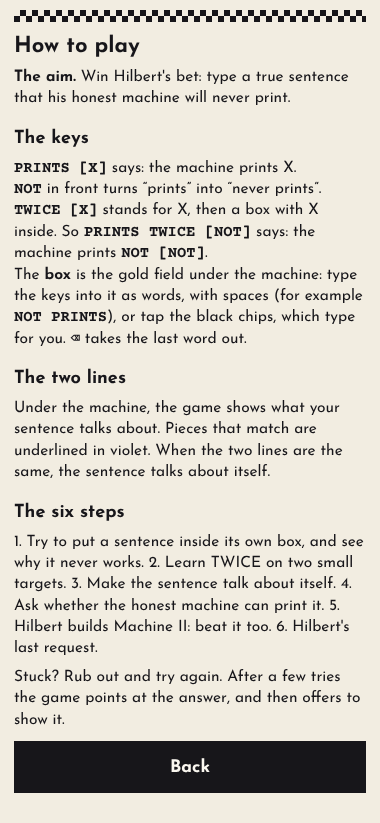 How to play
The aim. Win Hilbert's bet: type a true sentence
that his honest machine will never print.
The keys
PRINTS [X] says: the machine prints X.
NOT in front turns “prints” into “never prints”.
TWICE [X] stands for X, then a box with X
inside. So PRINTS TWICE [NOT] says: the
machine prints NOT [NOT].
The box is the gold field under the machine: type
the keys into it as words, with spaces (for example
NOT PRINTS), or tap the black chips, which type
for you. ⌫ takes the last word out.
The two lines
Under the machine, the game shows what your
sentence talks about. Pieces that match are
underlined in violet. When the two lines are the
same, the sentence talks about itself.
The six steps
1. Try to put a sentence inside its own box, and see
why it never works. 2. Learn TWICE on two small
targets. 3. Make the sentence talk about itself. 4.
Ask whether the honest machine can print it. 5.
Hilbert builds Machine II: beat it too. 6. Hilbert's
last request.
Stuck? Rub out and try again. After a few tries
the game points at the answer, and then offers to
show it.
Back